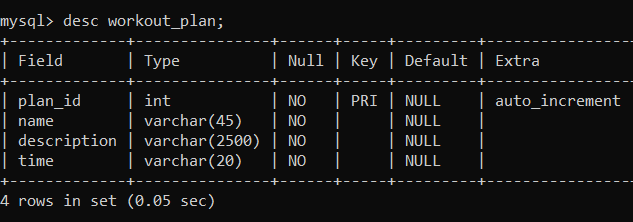 mysql> desc workout_plan;
+-------------+---------------+------+-----+---------+----------------
| Field       | Type          | Null | Key | Default | Extra
+-------------+---------------+------+-----+---------+----------------
| plan_id     | int           | NO   | PRI | NULL    | auto_increment
| name        | varchar(45)   | NO   |     | NULL    |
| description | varchar(2500) | NO   |     | NULL    |
| time        | varchar(20)   | NO   |     | NULL    |
+-------------+---------------+------+-----+---------+----------------
4 rows in set (0.05 sec)